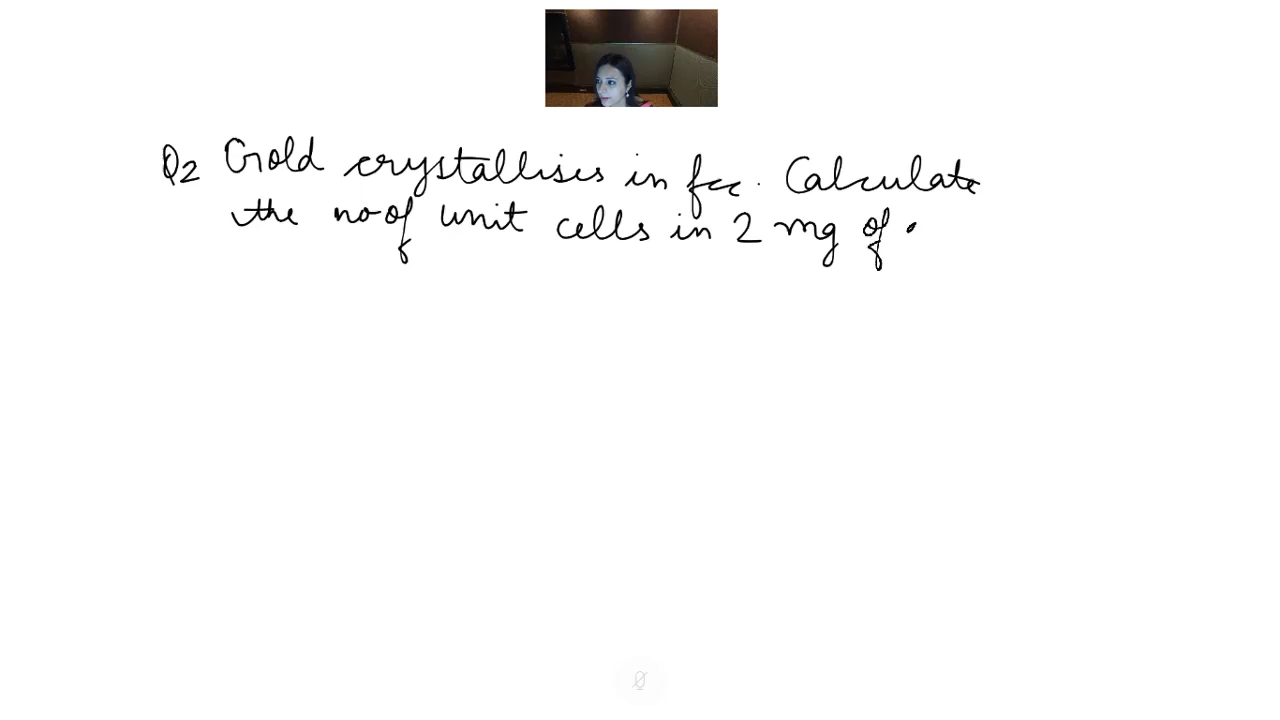 Q2 Gold crystallises in fcc. Calculate
the no of unit cells in 2 mg of